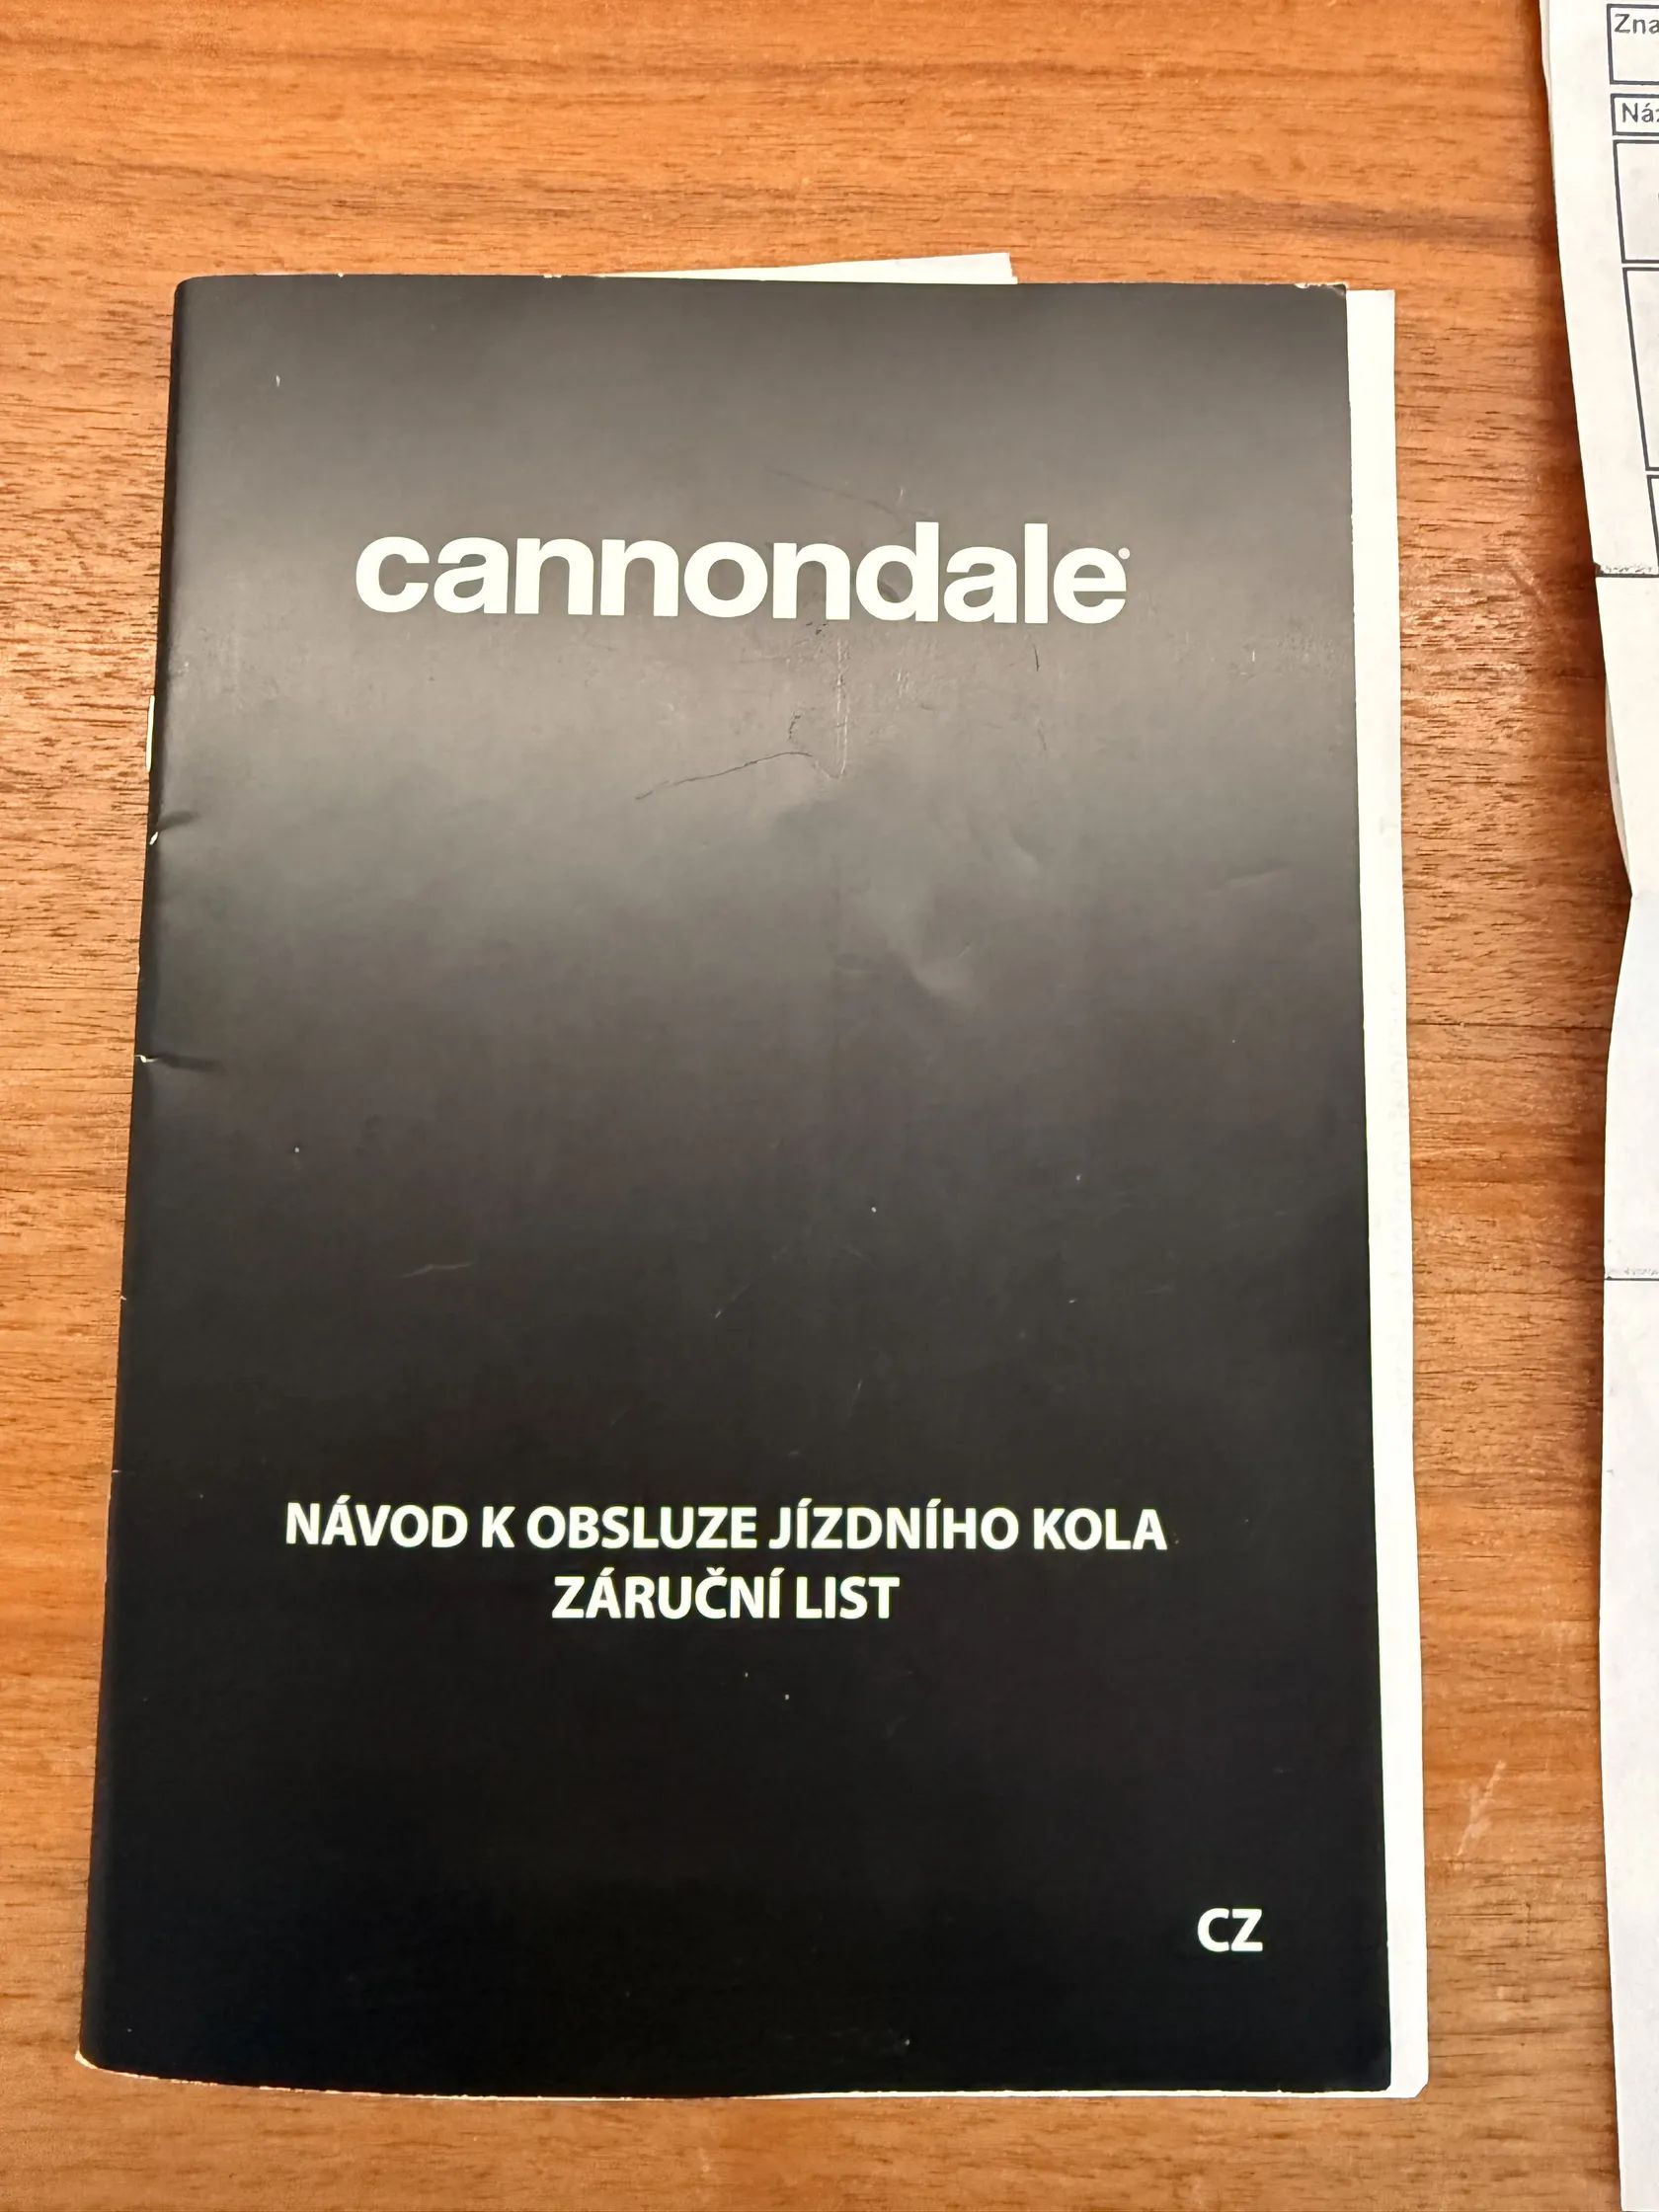 cannondale
NÁVOD K OBSLUZE JÍZDNÍHO KOLA
ZÁRUČNÍ LIST
CZ